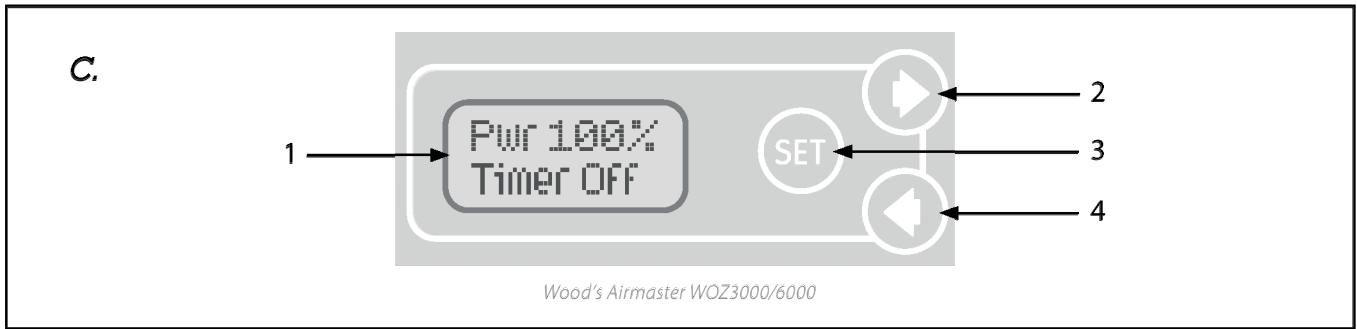 C.
Pwr 100%
Timer Off
SET
1
2
3
4
Wood's Airmaster WOZ3000/6000